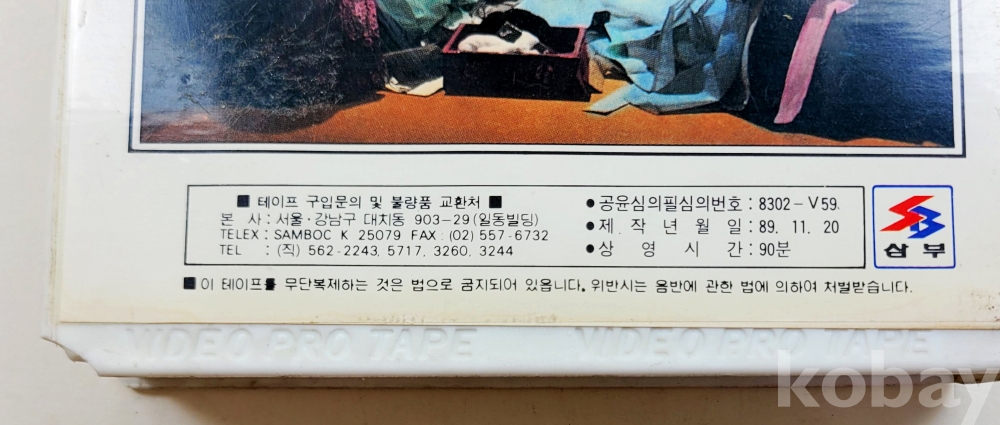 ■ 테이프 구입문의 및 불량품 교환처 ■
본 사 : 서울·강남구 대치동 903-29 (일동빌딩)
TELEX : SAMBOC K 25079 FAX : (02) 557-6732
TEL : (직) 562-2243, 5717, 3260, 3244
●공윤심의필심의번호 : 8302-V59.
●제 작 년 월 일 : 89. 11. 20
●상 영 시 간 : 90분
SB
삼부
■이 테이프를 무단복제하는 것은 법으로 굼지되어 있읍니다. 위반시는 음반에 관한 법에 의하여 처벌받습니다.
VIDEO PRO TAPE VIDEO PRO TAPE
kobay